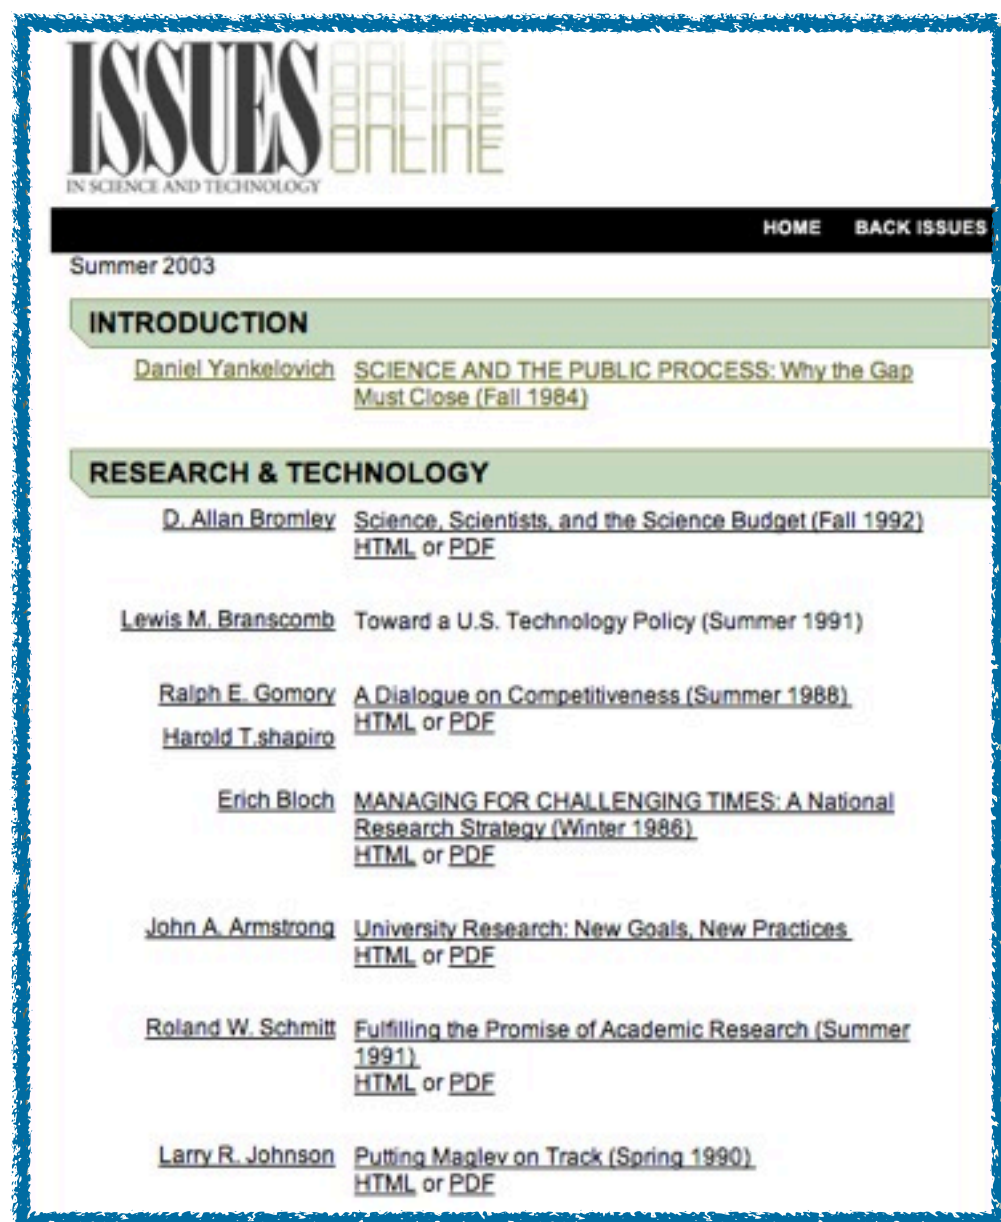 ISSUES ONLINE
ONLINE
ONLINE
IN SCIENCE AND TECHNOLOGY
HOME BACK ISSUES
Summer 2003
INTRODUCTION
Daniel Yankelovich SCIENCE AND THE PUBLIC PROCESS: Why the Gap
Must Close (Fall 1984)
RESEARCH & TECHNOLOGY
D. Allan Bromley Science, Scientists, and the Science Budget (Fall 1992)
HTML or PDF
Lewis M. Branscomb Toward a U.S. Technology Policy (Summer 1991)
Ralph E. Gomory A Dialogue on Competitiveness (Summer 1988)
HTML or PDF
Harold T.shapiro
Erich Bloch MANAGING FOR CHALLENGING TIMES: A National
Research Strategy (Winter 1986)
HTML or PDF
John A. Armstrong University Research: New Goals, New Practices
HTML or PDF
Roland W. Schmitt Fulfilling the Promise of Academic Research (Summer
1991)
HTML or PDF
Larry R. Johnson Putting Maglev on Track (Spring 1990)
HTML or PDF